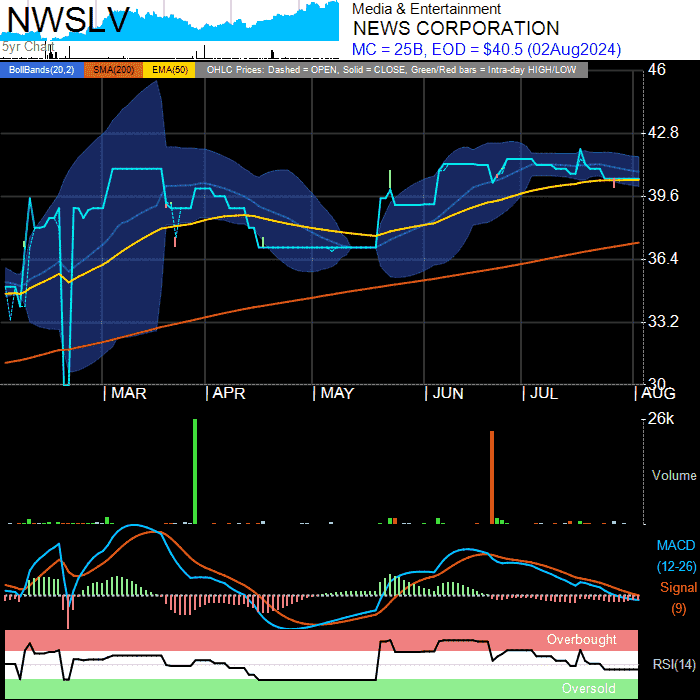 NWSLV
5yr Chart
Media & Entertainment
NEWS CORPORATION
MC = 25B, EOD = $40.5 (02Aug2024)
BollBands(20,2) SMA(200) EMA(50) OHLC Prices: Dashed = OPEN, Solid = CLOSE, Green/Red bars = Intra-day HIGH/LOW
46
42.8
39.6
36.4
33.2
30
MAR APR MAY JUN JUL AUG
26k
Volume
MACD
(12-26)
Signal
(9)
Overbought
RSI(14)
Oversold